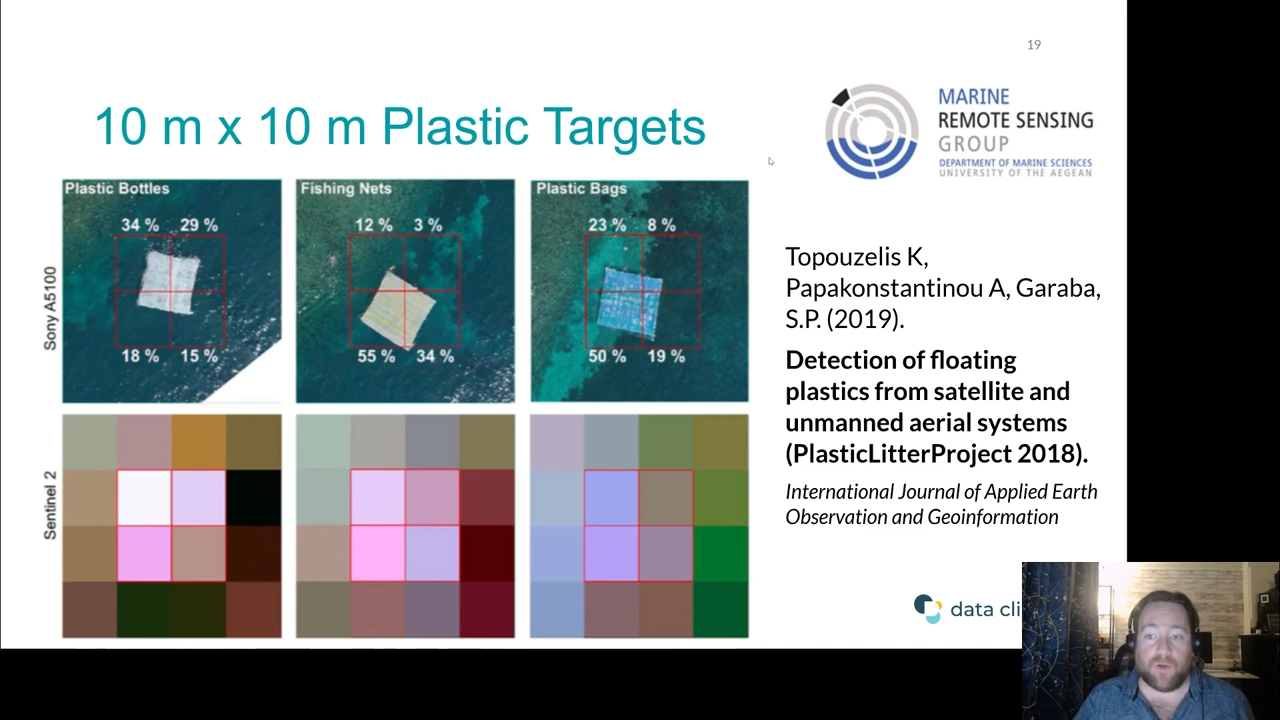 19
10 m x 10 m Plastic Targets
MARINE
REMOTE SENSING
GROUP
DEPARTMENT OF MARINE SCIENCES
UNIVERSITY OF THE AEGEAN
Plastic Bottles
Fishing Nets
Plastic Bags
34 % 29 %
12 % 3 %
23 % 8 %
Sony A5100
18 % 15 %
55 % 34 %
50 % 19 %
Sentinel 2
Topouzelis K,
Papakonstantinou A, Garaba,
S.P. (2019).
Detection of floating
plastics from satellite and
unmanned aerial systems
(PlasticLitterProject 2018).
International Journal of Applied Earth
Observation and Geoinformation
data cli